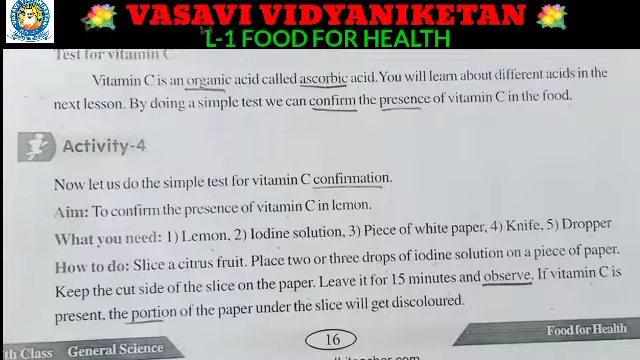 VASAVI VIDYANIKETAN
L-1 FOOD FOR HEALTH
Test for vitamin C
Vitamin C is an organic acid called ascorbic acid. You will learn about different acids in the
next lesson. By doing a simple test we can confirm the presence of vitamin C in the food.
Activity-4
Now let us do the simple test for vitamin C confirmation.
Aim: To confirm the presence of vitamin C in lemon.
What you need: 1) Lemon, 2) Iodine solution, 3) Piece of white paper, 4) Knife, 5) Dropper
How to do: Slice a citrus fruit. Place two or three drops of iodine solution on a piece of paper.
Keep the cut side of the slice on the paper. Leave it for 15 minutes and observe. If vitamin C is
present, the portion of the paper under the slice will get discoloured.
th Class General Science
16
Food for Health